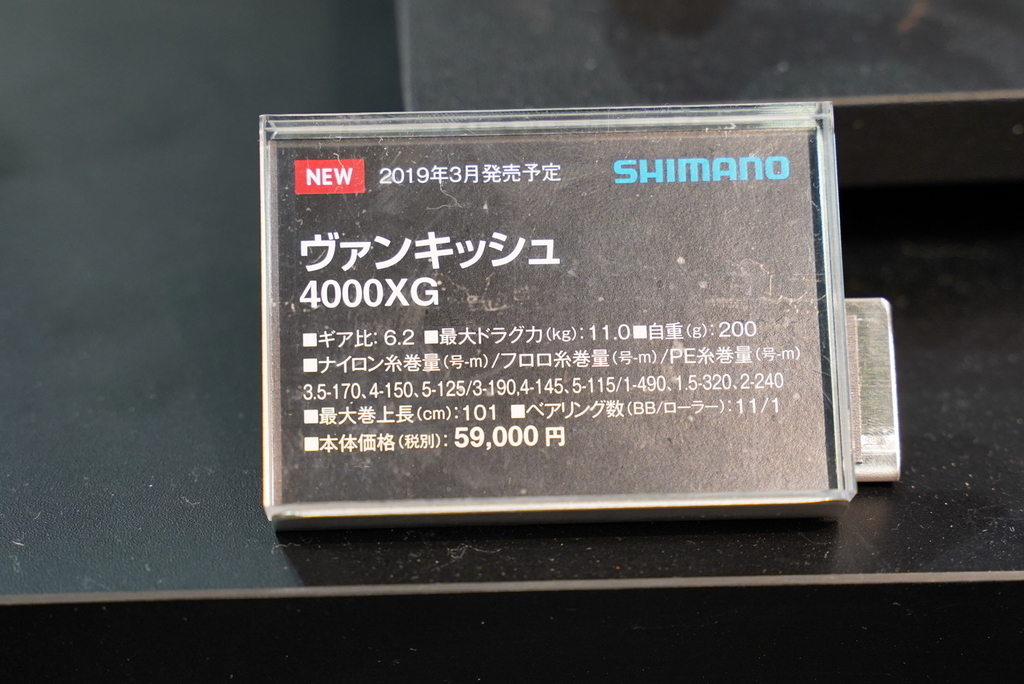 NEW 2019年3月発売予定 SHIMANO
ヴァンキッシュ
4000XG
■ギア比: 6.2 ■最大ドラグ力(kg): 11.0■自重(g): 200
■ナイロン糸巻量(号-m)/フロロ糸巻量(号-m)/PE糸巻量(号-m)
3.5-170、4-150、5-125/3-190,4-145、5-115/1-490、1.5-320、2-240
■最大巻上長(cm): 101 ■ベアリング数(BB/ローラー): 11/1
■本体価格(税別): 59,000 円